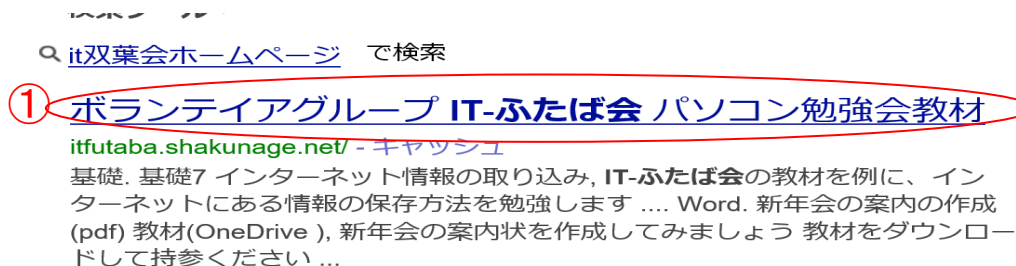 it双葉会ホームページ で検索
① ボランテイアグループ IT-ふたば会 パソコン勉強会教材
itfutaba.shakunage.net/ - キャッシュ
基礎. 基礎7 インターネット情報の取り込み, IT-ふたば会の教材を例に、イン
ターネットにある情報の保存方法を勉強します .... Word. 新年会の案内の作成
(pdf) 教材(OneDrive ), 新年会の案内状を作成してみましょう 教材をダウンロー
ドして持参ください ...